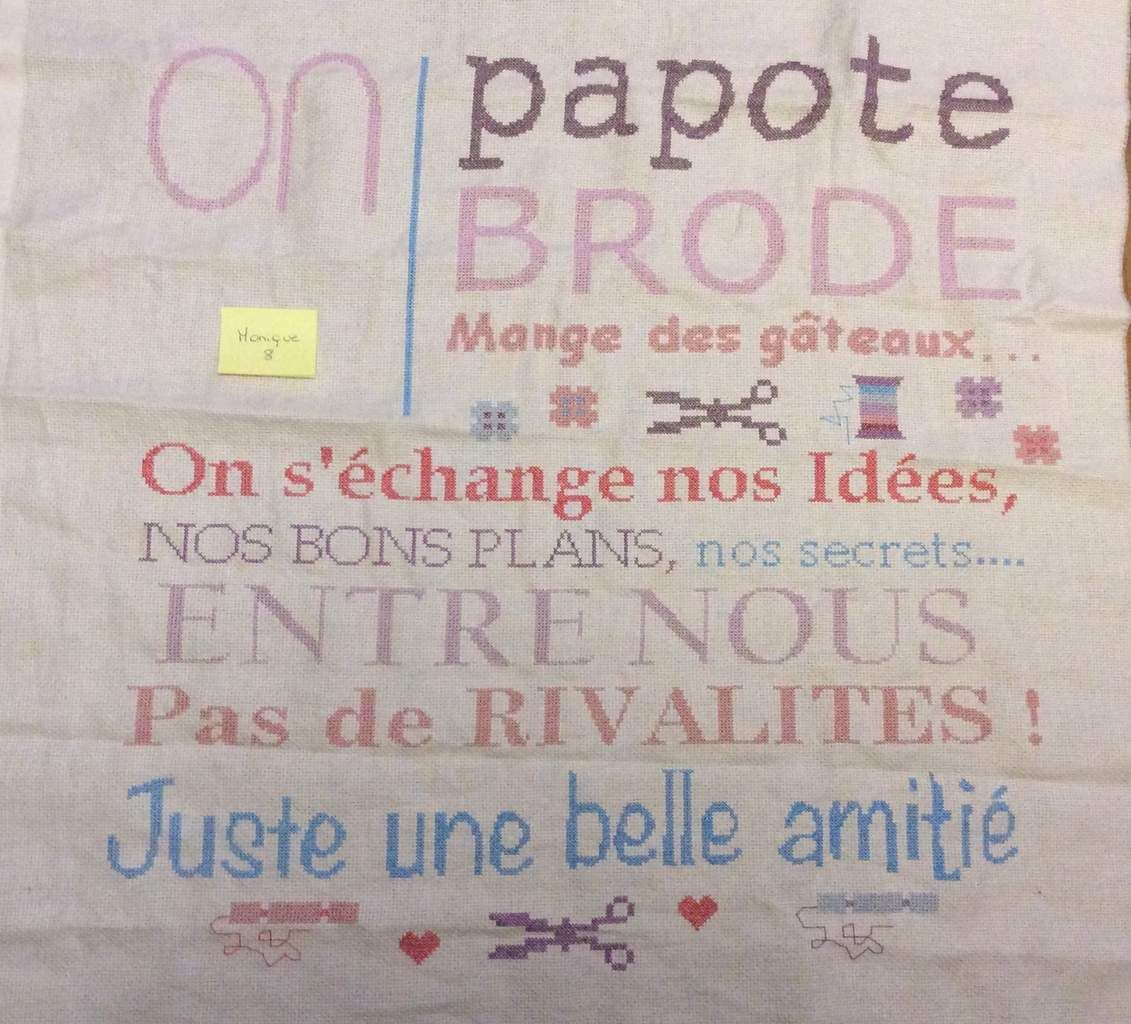 On
papote
BRODE
Mange des gâteaux...
Monique
8
On s'échange nos Idées,
NOS BONS PLANS, nos secrets....
ENTRE NOUS
Pas de RIVALITES !
Juste une belle amitié